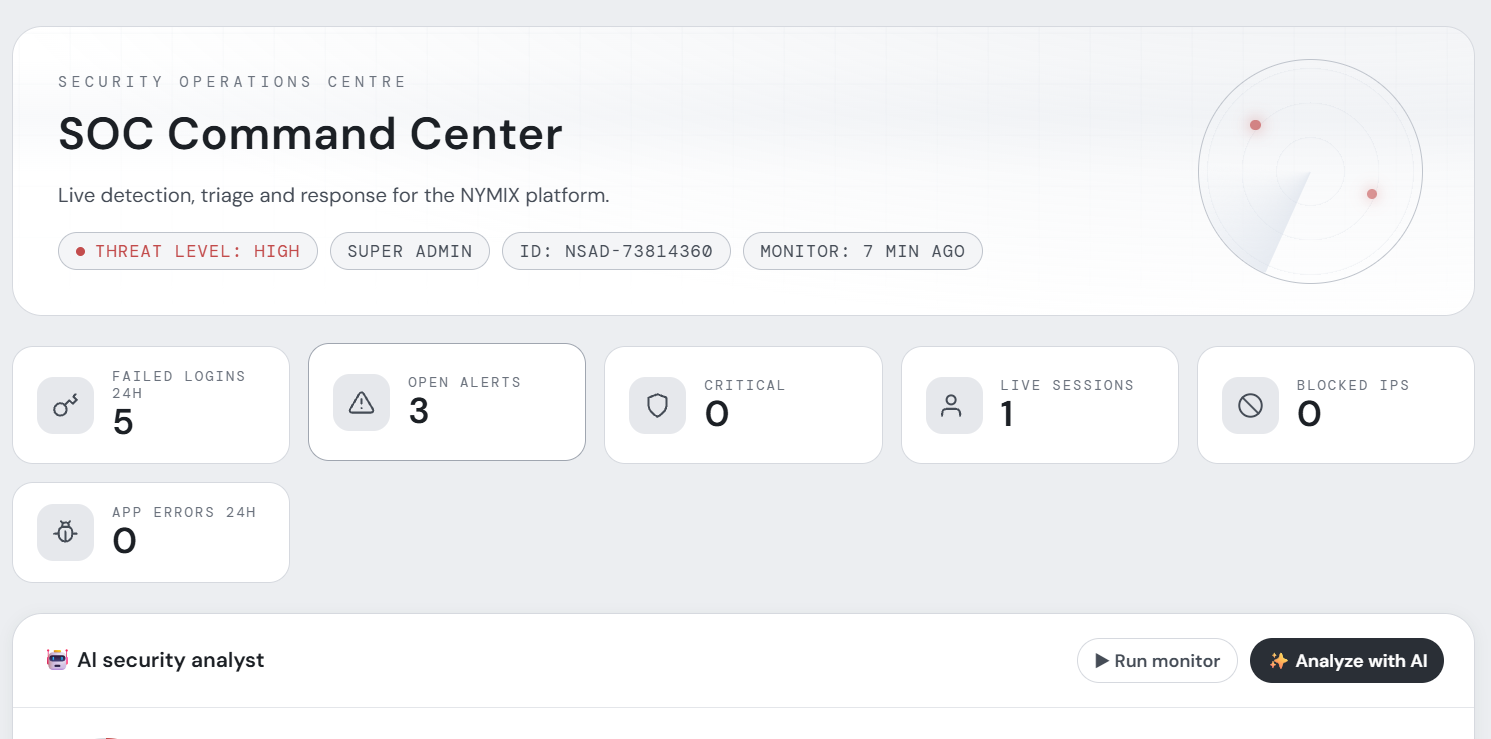 SECURITY OPERATIONS CENTRE
SOC Command Center
Live detection, triage and response for the NYMIX platform.
THREAT LEVEL: HIGH
SUPER ADMIN
ID: NSAD-73814360
MONITOR: 7 MIN AGO
FAILED LOGINS
24H
5
OPEN ALERTS
3
CRITICAL
0
LIVE SESSIONS
1
BLOCKED IPS
0
APP ERRORS 24H
0
AI security analyst
Run monitor
Analyze with AI